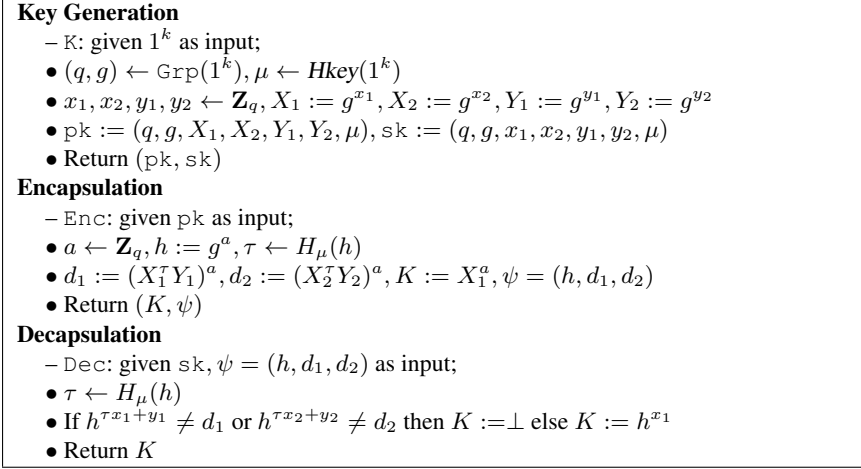 Key Generation
– K: given 1^k as input;
• (q, g) ← Grp(1^k), μ ← Hkey(1^k)
• x_1, x_2, y_1, y_2 ← Z_q, X_1 := g^{x_1}, X_2 := g^{x_2}, Y_1 := g^{y_1}, Y_2 := g^{y_2}
• pk := (q, g, X_1, X_2, Y_1, Y_2, μ), sk := (q, g, x_1, x_2, y_1, y_2, μ)
• Return (pk, sk)
Encapsulation
– Enc: given pk as input;
• a ← Z_q, h := g^a, τ ← H_μ(h)
• d_1 := (X_1^τ Y_1)^a, d_2 := (X_2^τ Y_2)^a, K := X_1^a, ψ = (h, d_1, d_2)
• Return (K, ψ)
Decapsulation
– Dec: given sk, ψ = (h, d_1, d_2) as input;
• τ ← H_μ(h)
• If h^{τx_1+y_1} ≠ d_1 or h^{τx_2+y_2} ≠ d_2 then K :=⊥ else K := h^{x_1}
• Return K